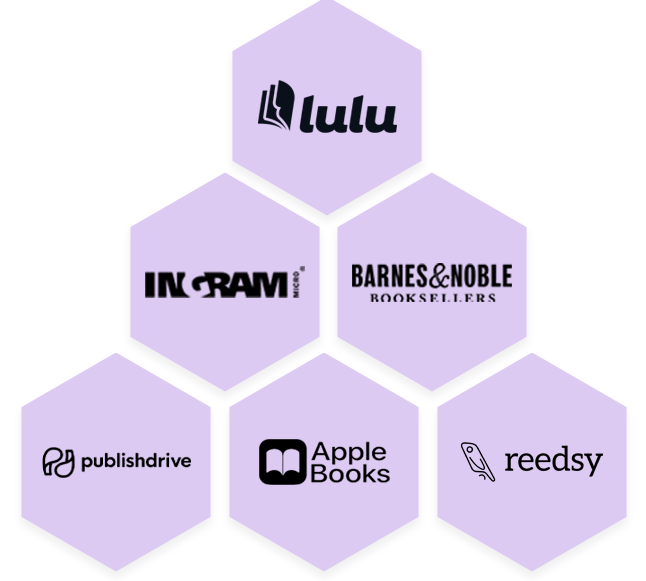 lulu
INGRAM MICRO®
BARNES&NOBLE
BOOKSELLERS
publishdrive
Apple
Books
reedsy